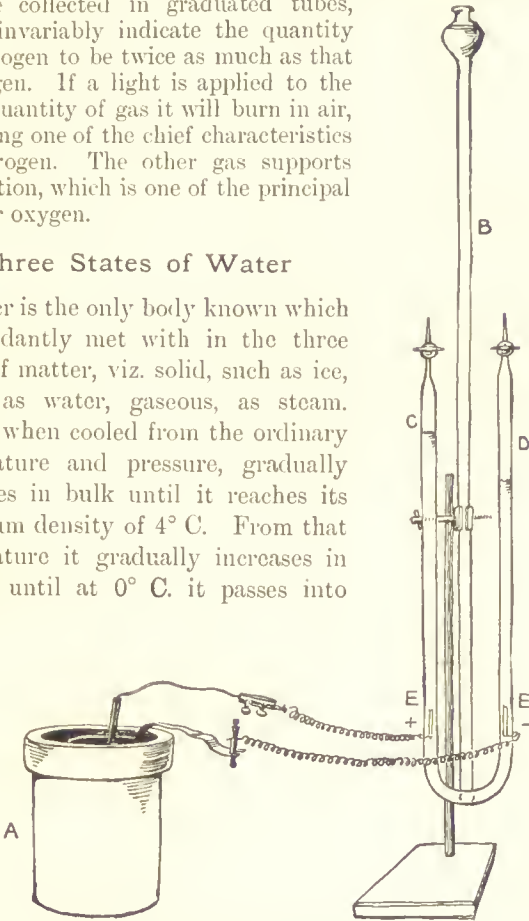 collected in graduated tubes,
invariably indicate the quantity
ogen to be twice as much as that
gen. If a light is applied to the
uantity of gas it will burn in air,
ng one of the chief characteristics
rogen. The other gas supports
tion, which is one of the principal
r oxygen.
hree States of Water
er is the only body known which
dantly met with in the three
f matter, viz. solid, such as ice,
as water, gaseous, as steam.
when cooled from the ordinary
ature and pressure, gradually
es in bulk until it reaches its
um density of 4° C. From that
ature it gradually increases in
until at 0° C. it passes into
B
C
D
E
+
E
-
A